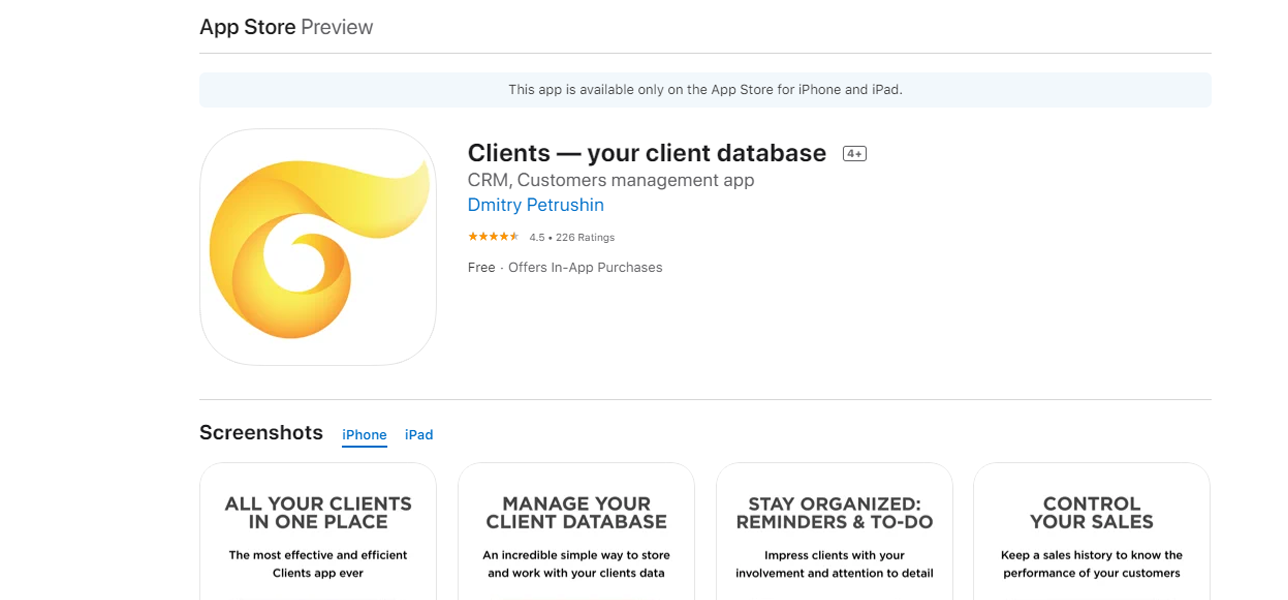 App Store Preview
This app is available only on the App Store for iPhone and iPad.
Clients — your client database 4+
CRM, Customers management app
Dmitry Petrushin
4.5 • 226 Ratings
Free · Offers In-App Purchases
Screenshots iPhone iPad
ALL YOUR CLIENTS
IN ONE PLACE
The most effective and efficient
Clients app ever
MANAGE YOUR
CLIENT DATABASE
An incredible simple way to store
and work with your clients data
STAY ORGANIZED:
REMINDERS & TO-DO
Impress clients with your
involvement and attention to detail
CONTROL
YOUR SALES
Keep a sales history to know the
performance of your customers